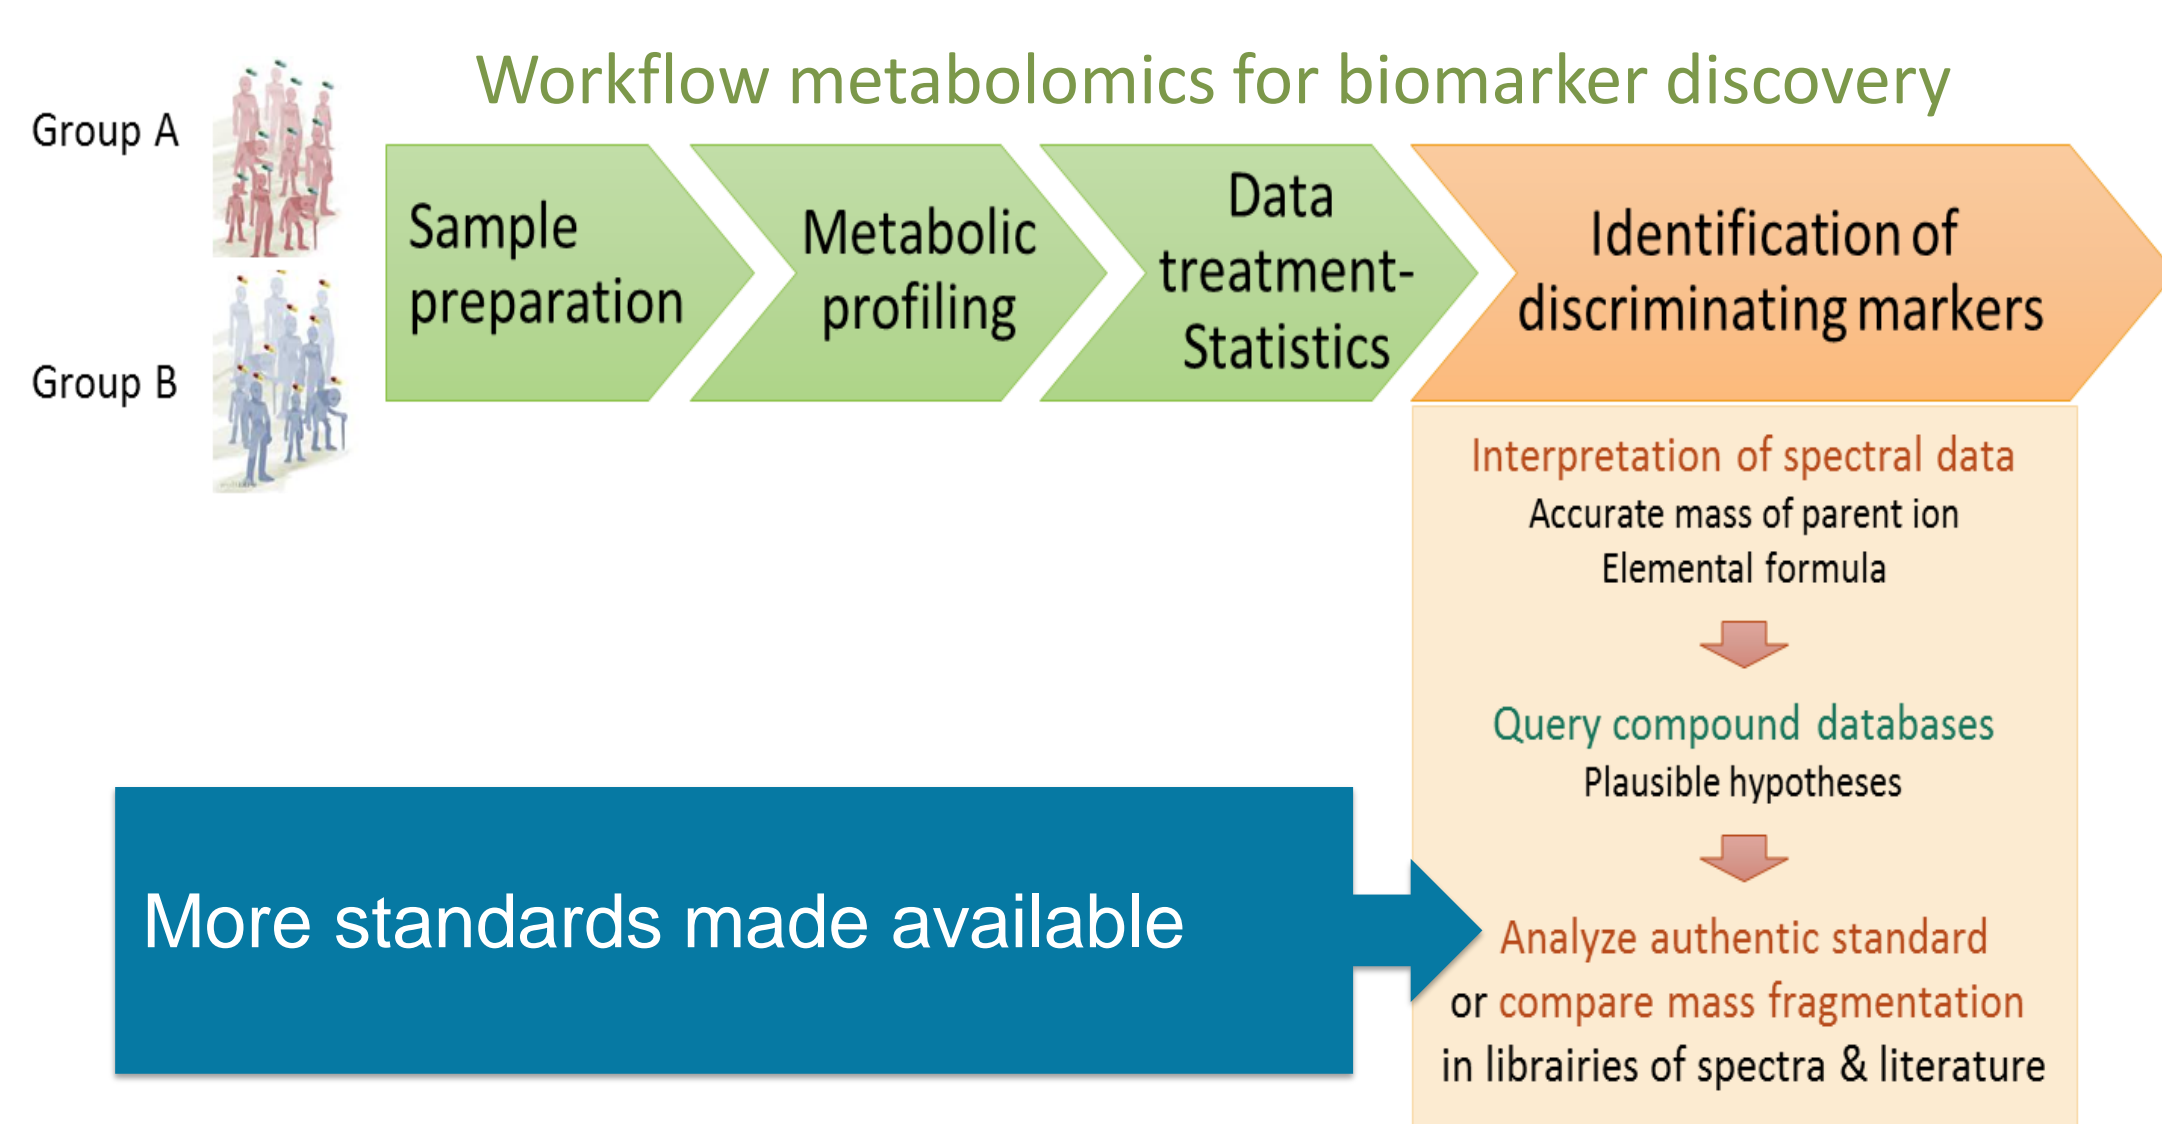 Workflow metabolomics for biomarker discovery
Group A
Group B
Sample
preparation
Metabolic
profiling
Data
treatment-
Statistics
Identification of
discriminating markers
Interpretation of spectral data
Accurate mass of parent ion
Elemental formula
Query compound databases
Plausible hypotheses
More standards made available
Analyze authentic standard
or compare mass fragmentation
in librairies of spectra & literature